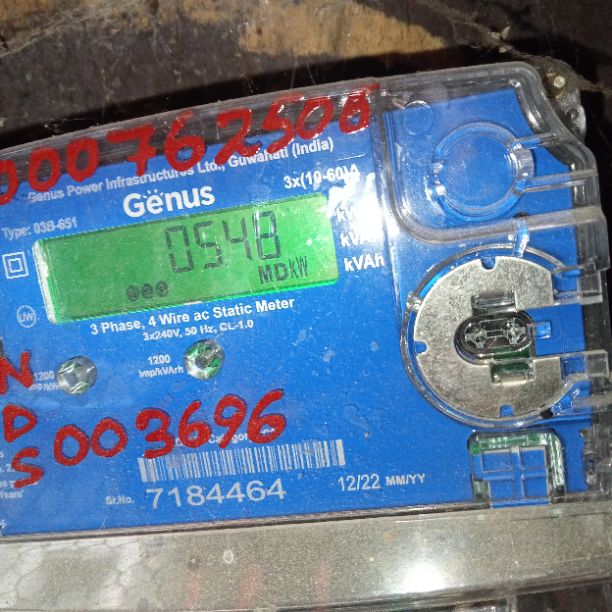 000762508
Genus Power Infrastructures Ltd., Guwahati (India)
Genus
3x(10-60)A
Type: 03B-651
0548
MDKW
kVAh
UW
3 Phase, 4 Wire ac Static Meter
3x240V, 50 Hz, CL-1.0
1200
1200
imp/kVArh
N
D
S003696
Sr.No. 7184464
12/22 MM/YY